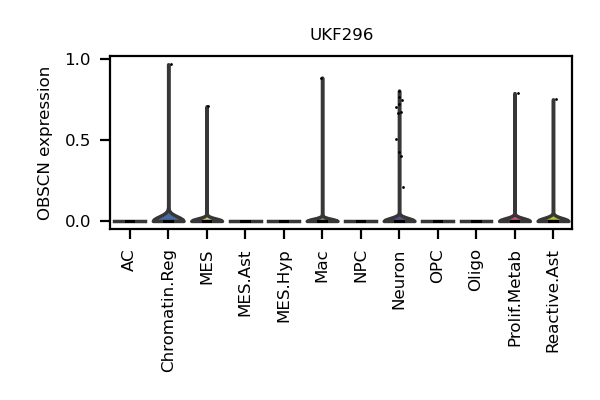 UKF296
OBSCN expression
1.0
0.5
0.0
AC
Chromatin.Reg
MES
MES.Ast
MES.Hyp
Mac
NPC
Neuron
OPC
Oligo
Prolif.Metab
Reactive.Ast